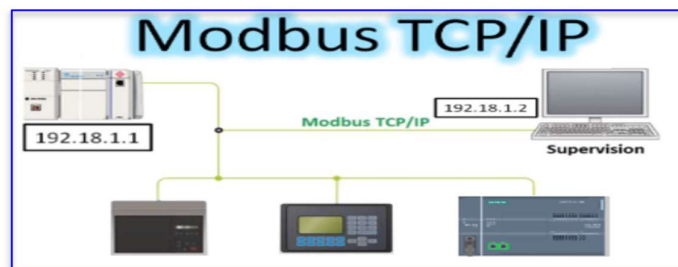 Modbus TCP/IP
192.18.1.2
Modbus TCP/IP
192.18.1.1
Supervision